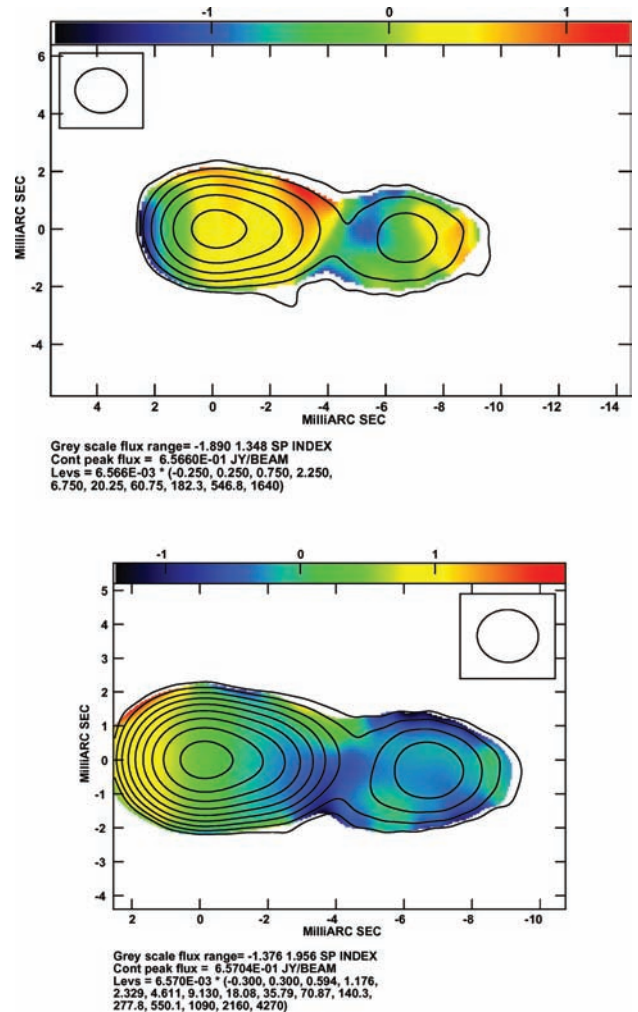 -1 0 1
6
4
2
0
-2
-4
MilliARC SEC
4 2 0 -2 -4 -6 -8 -10 -12 -14
MilliARC SEC
Grey scale flux range= -1.890 1.348 SP INDEX
Cont peak flux = 6.5660E-01 JY/BEAM
Levs = 6.566E-03 * (-0.250, 0.250, 0.750, 2.250,
6.750, 20.25, 60.75, 182.3, 546.8, 1640)
-1 0 1
5
4
3
2
1
0
-1
-2
-3
-4
MilliARC SEC
2 0 -2 -4 -6 -8 -10
MilliARC SEC
Grey scale flux range= -1.376 1.956 SP INDEX
Cont peak flux = 6.5704E-01 JY/BEAM
Levs = 6.570E-03 * (-0.300, 0.300, 0.594, 1.176,
2.329, 4.611, 9.130, 18.08, 35.79, 70.87, 140.3,
277.8, 550.1, 1090, 2160, 4270)